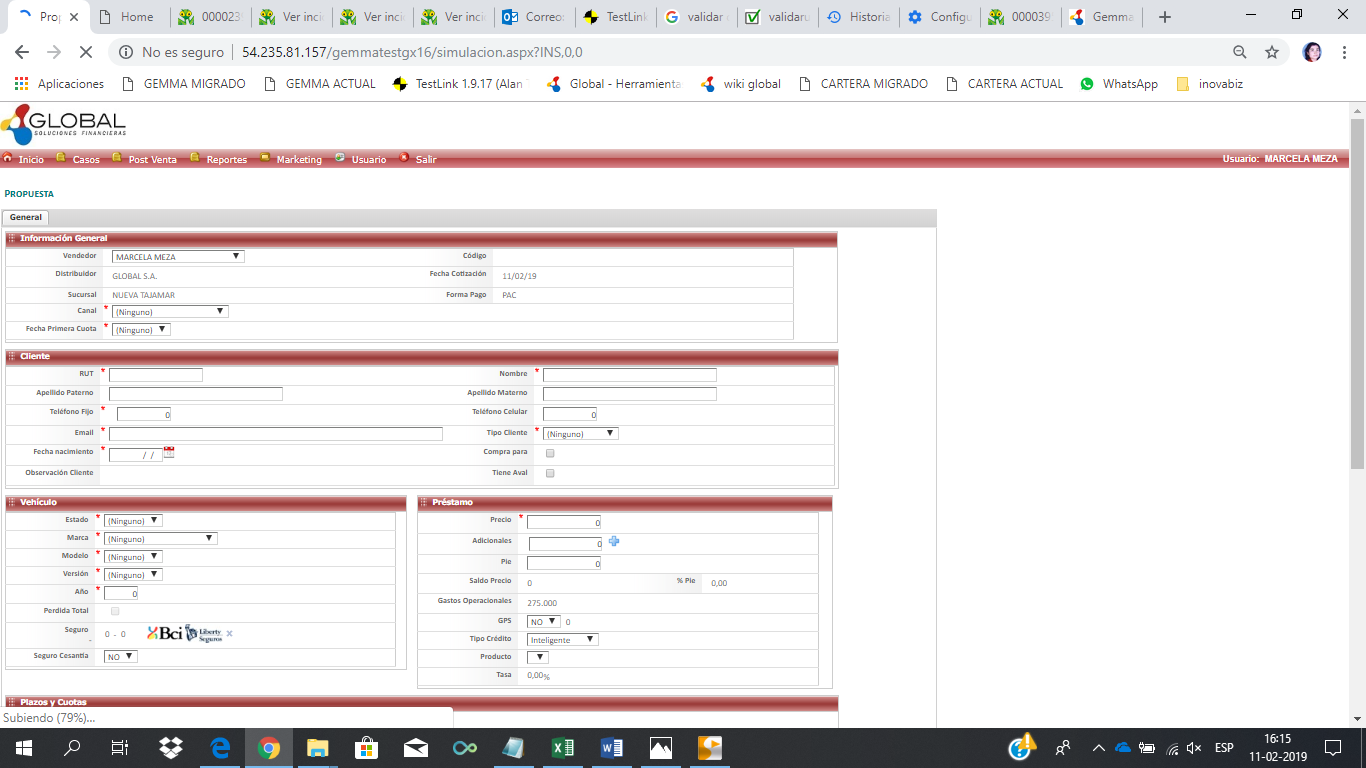 Prop
Home
000023
Ver inci
Ver inci
Ver inci
Correo
TestLink
validar
validaru
Historia
Configu
000039
Gemma
No es seguro | 54.235.81.157/gemmatestgx16/simulacion.aspx?INS,0,0
Aplicaciones
GEMMA MIGRADO
GEMMA ACTUAL
TestLink 1.9.17 (Alan
Global - Herramienta
wiki global
CARTERA MIGRADO
CARTERA ACTUAL
WhatsApp
inovabiz
GLOBAL
SOLUCIONES FINANCIERAS
Inicio Casos Post Venta Reportes Marketing Usuario Salir Usuario: MARCELA MEZA
PROPUESTA
General
Información General
Vendedor MARCELA MEZA Código
Distribuidor GLOBAL S.A. Fecha Cotización 11/02/19
Sucursal NUEVA TAJAMAR Forma Pago PAC
Canal * (Ninguno)
Fecha Primera Cuota * (Ninguno)
Cliente
RUT * Nombre *
Apellido Paterno Apellido Materno
Teléfono Fijo * 0 Teléfono Celular 0
Email * Tipo Cliente * (Ninguno)
Fecha nacimiento * / / Compra para
Observación Cliente Tiene Aval
Vehículo
Estado * (Ninguno)
Marca * (Ninguno)
Modelo * (Ninguno)
Versión * (Ninguno)
Año * 0
Perdida Total
Seguro 0 - 0 Bci Liberty Seguros
-
Seguro Cesantía NO
Préstamo
Precio * 0
Adicionales 0
Pie 0
Saldo Precio 0 % Pie 0,00
Gastos Operacionales 275.000
GPS NO 0
Tipo Crédito Inteligente
Producto
Tasa 0,00%
Plazos y Cuotas
Subiendo (79%)...
ESP
16:15
11-02-2019